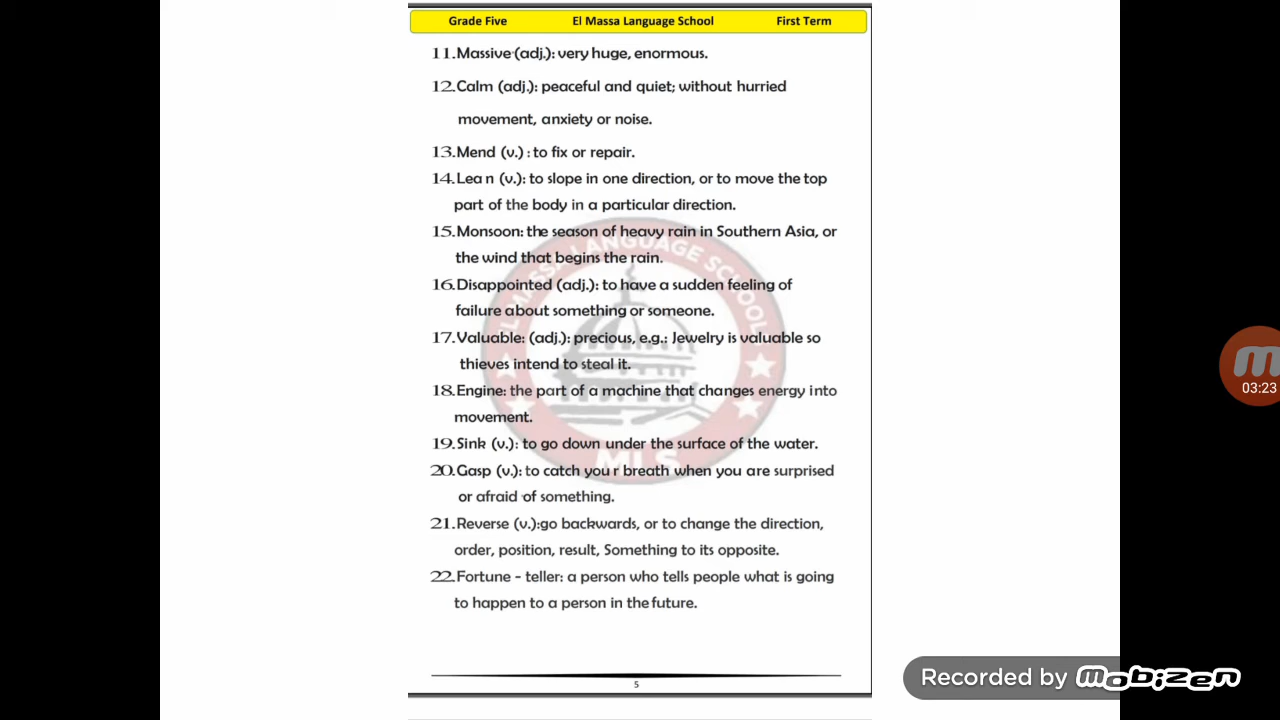 Grade Five El Massa Language School First Term
11.Massive (adj.): very huge, enormous.
12.Calm (adj.): peaceful and quiet; without hurried
movement, anxiety or noise.
13.Mend (v.) : to fix or repair.
14.Lea n (v.): to slope in one direction, or to move the top
part of the body in a particular direction.
15.Monsoon: the season of heavy rain in Southern Asia, or
the wind that begins the rain.
16.Disappointed (adj.): to have a sudden feeling of
failure about something or someone.
17.Valuable: (adj.): precious, e.g.: Jewelry is valuable so
thieves intend to steal it.
18.Engine: the part of a machine that changes energy into
movement.
19.Sink (v.): to go down under the surface of the water.
20.Gasp (v.): to catch you r breath when you are surprised
or afraid of something.
21.Reverse (v.):go backwards, or to change the direction,
order, position, result, Something to its opposite.
22.Fortune - teller: a person who tells people what is going
to happen to a person in the future.
5
EL MASSA LANGUAGE SCHOOL
MLS
03:23
Recorded by mobizen